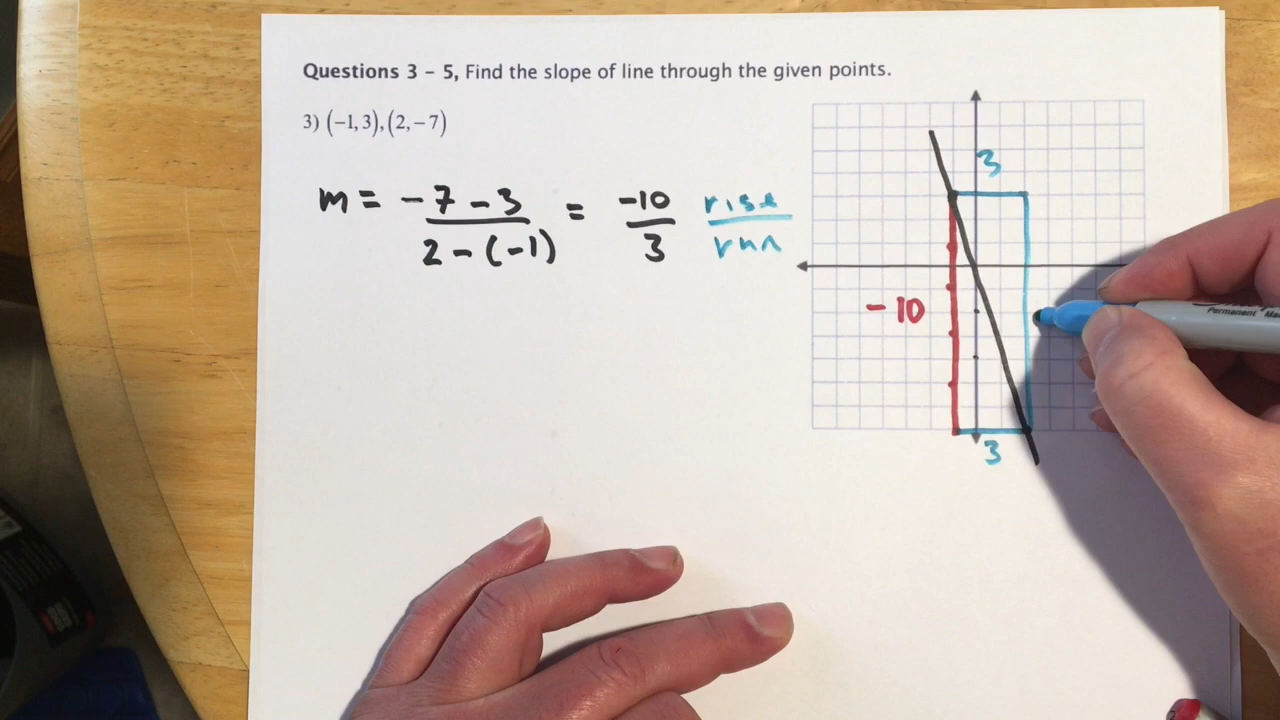 Questions 3 – 5, Find the slope of line through the given points.
3) (−1, 3), (2, −7)
m = -7 - 3 = -10 rise
2 - (-1) 3 run
3
-10
3
Permanent